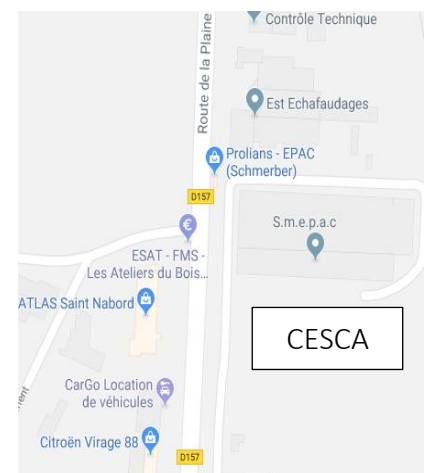 Contrôle Technique
Route de la Plaine
Est Echafaudages
Prolians - EPAC
(Schmerber)
D157
S.m.e.p.a.c
€
ESAT - FMS -
Les Ateliers du Bois...
ATLAS Saint Nabord
CESCA
CarGo Location
de véhicules
Citroën Virage 88
D157